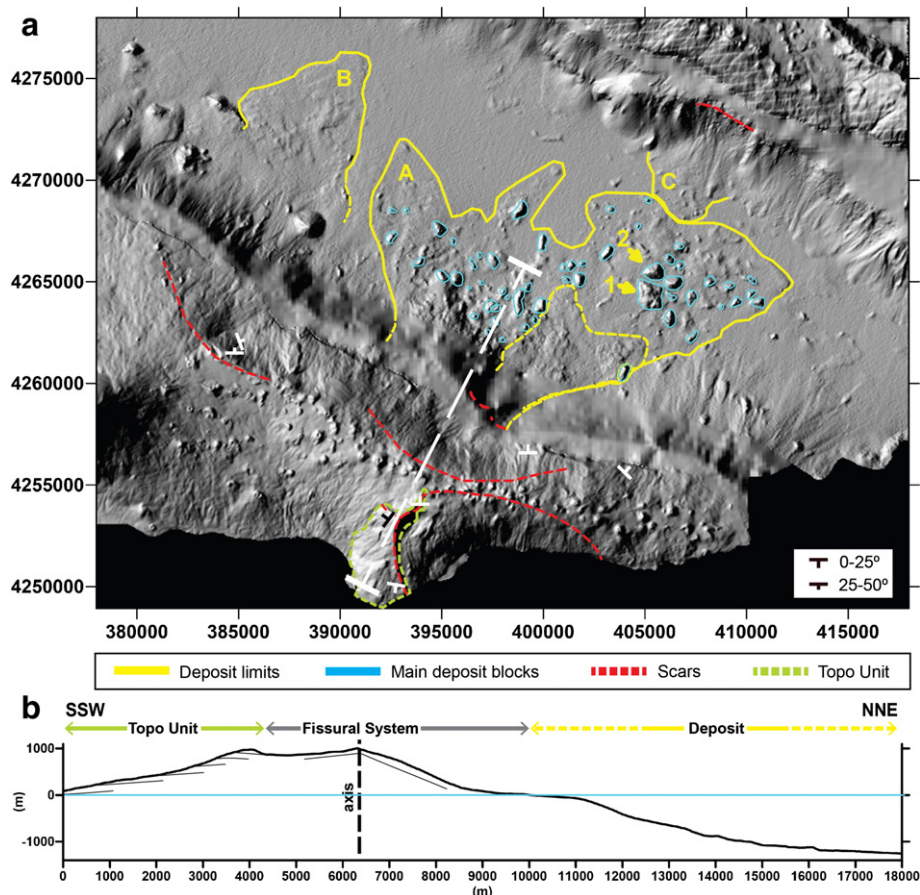 a
4275000
4270000
4265000
4260000
4255000
4250000
B
A
C
2
1
0-25º
25-50º
380000 385000 390000 395000 400000 405000 410000 415000
Deposit limits Main deposit blocks Scars Topo Unit
b
SSW NNE
Topo Unit Fissural System Deposit
1000
0
-1000
(m)
axis
0 1000 2000 3000 4000 5000 6000 7000 8000 9000 10000 11000 12000 13000 14000 15000 16000 17000 18000
(m)